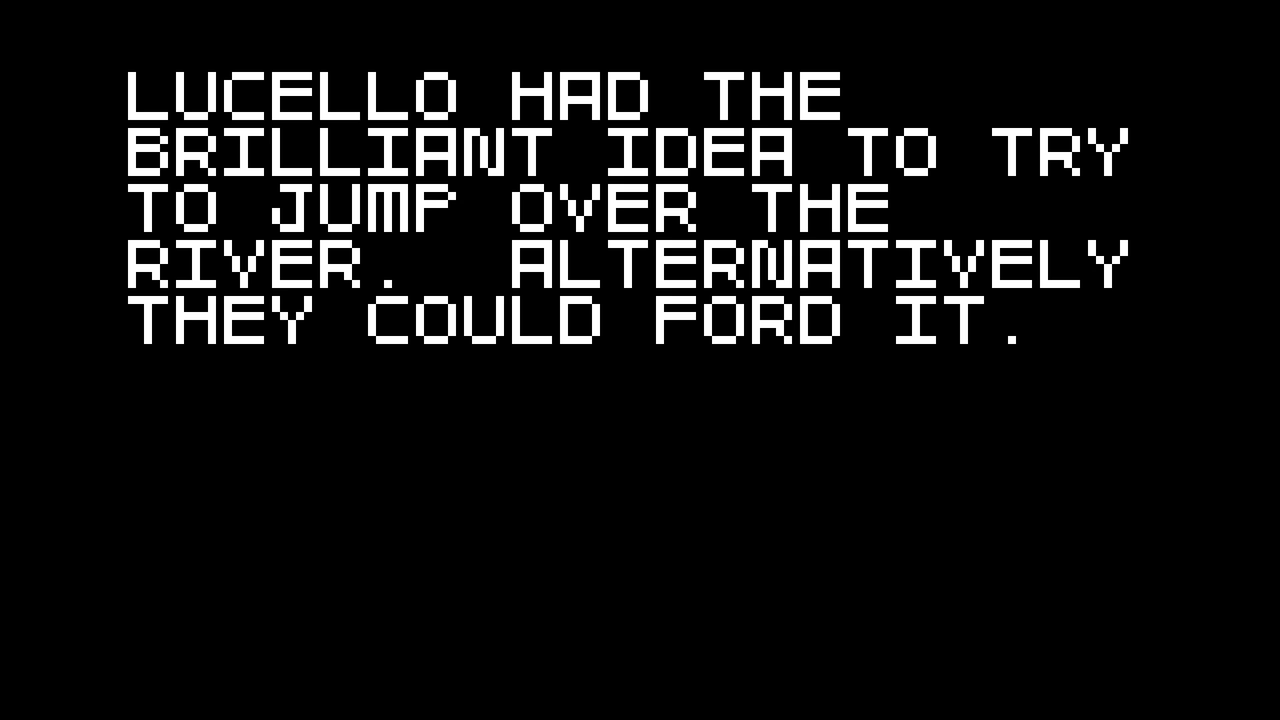 LUCELLO HAD THE
BRILLIANT IDEA TO TRY
TO JUMP OVER THE
RIVER.  ALTERNATIVELY
THEY COULD FORD IT.